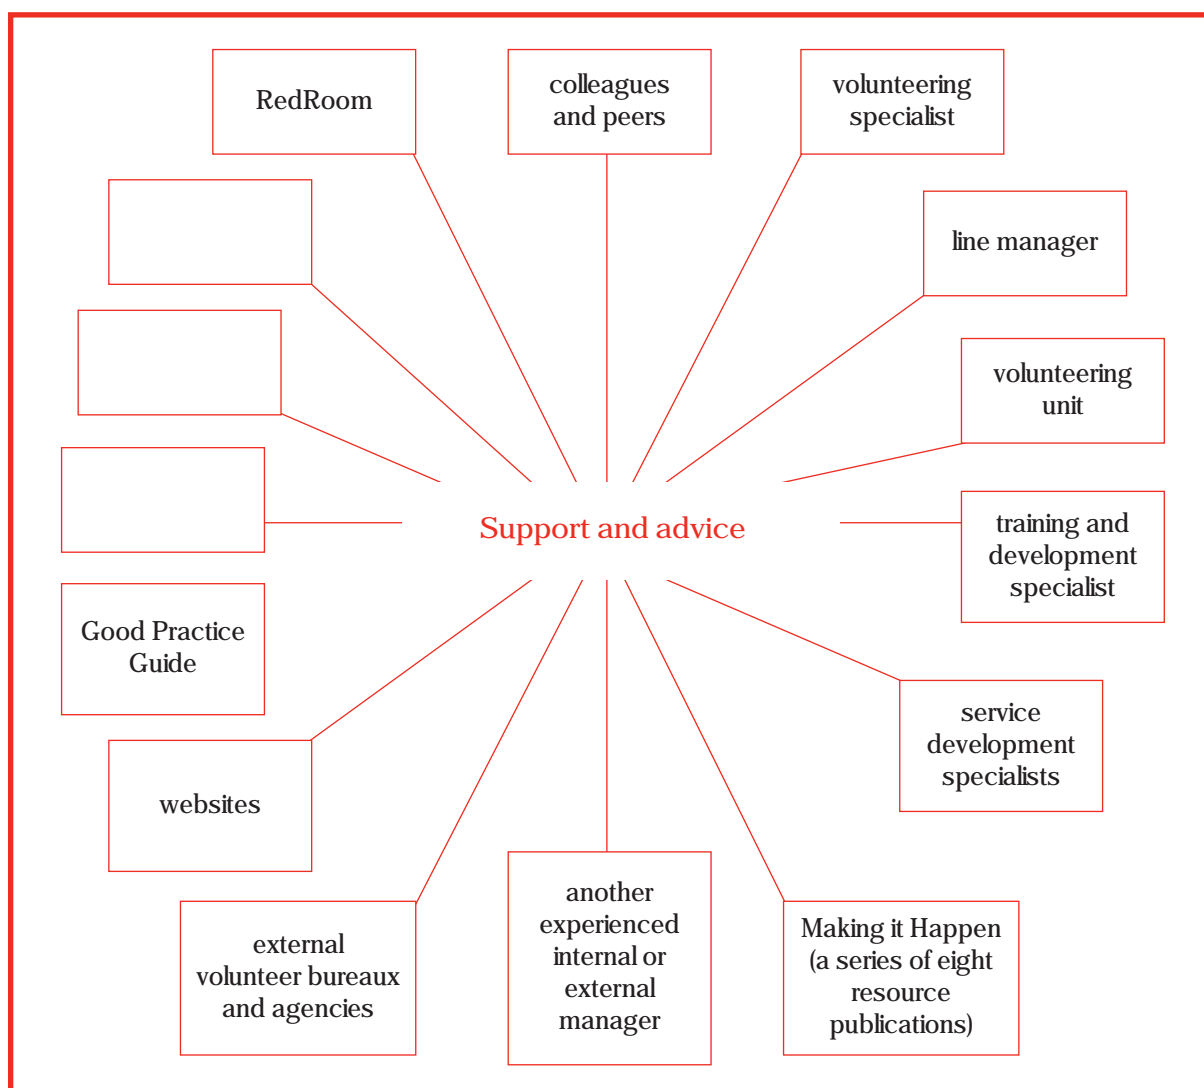 RedRoom
colleagues
and peers
volunteering
specialist
line manager
volunteering
unit
Support and advice
training and
development
specialist
Good Practice
Guide
service
development
specialists
websites
another
experienced
internal or
external
manager
Making it Happen
(a series of eight
resource
publications)
external
volunteer bureaux
and agencies